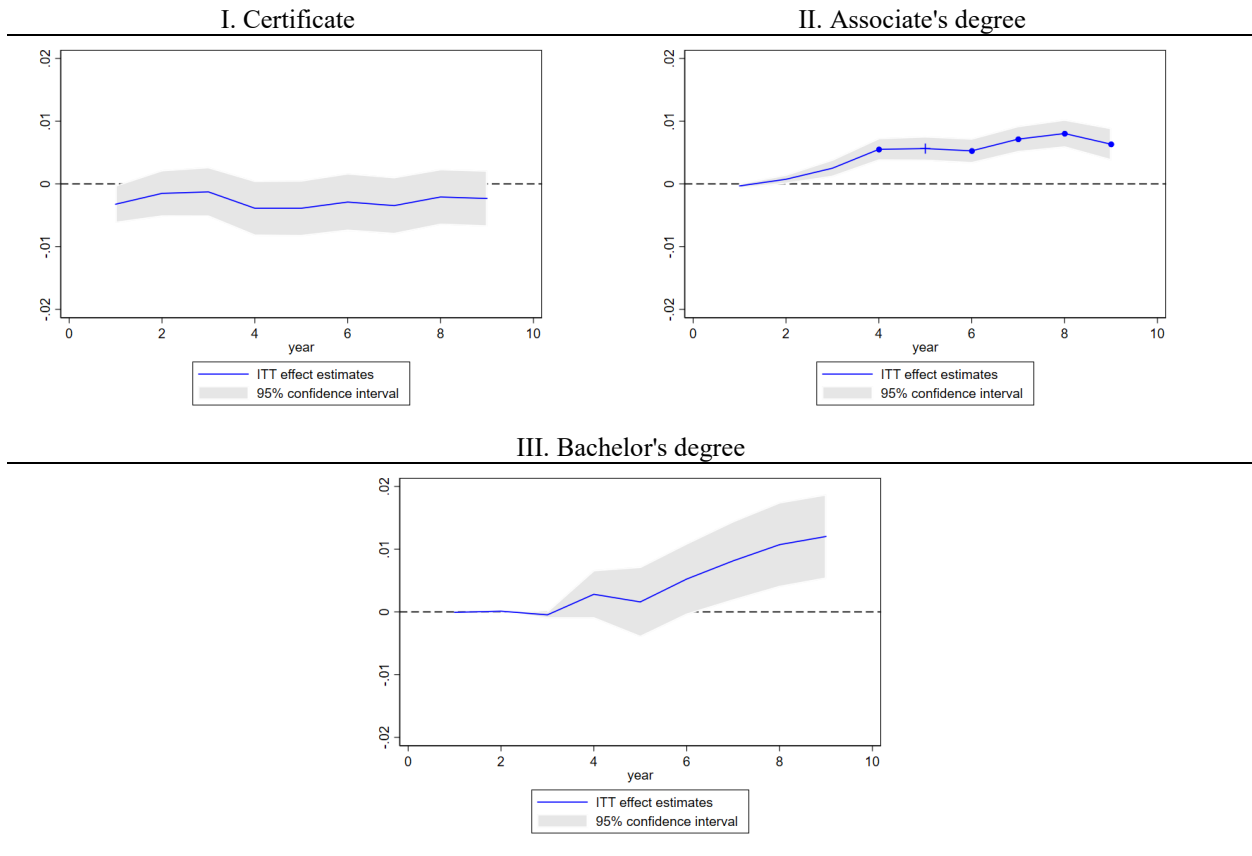 I. Certificate
.02
.01
0
-.01
-.02
0 2 4 6 8 10
year
ITT effect estimates
95% confidence interval
II. Associate's degree
.02
.01
0
-.01
-.02
0 2 4 6 8 10
year
ITT effect estimates
95% confidence interval
III. Bachelor's degree
.02
.01
0
-.01
-.02
0 2 4 6 8 10
year
ITT effect estimates
95% confidence interval